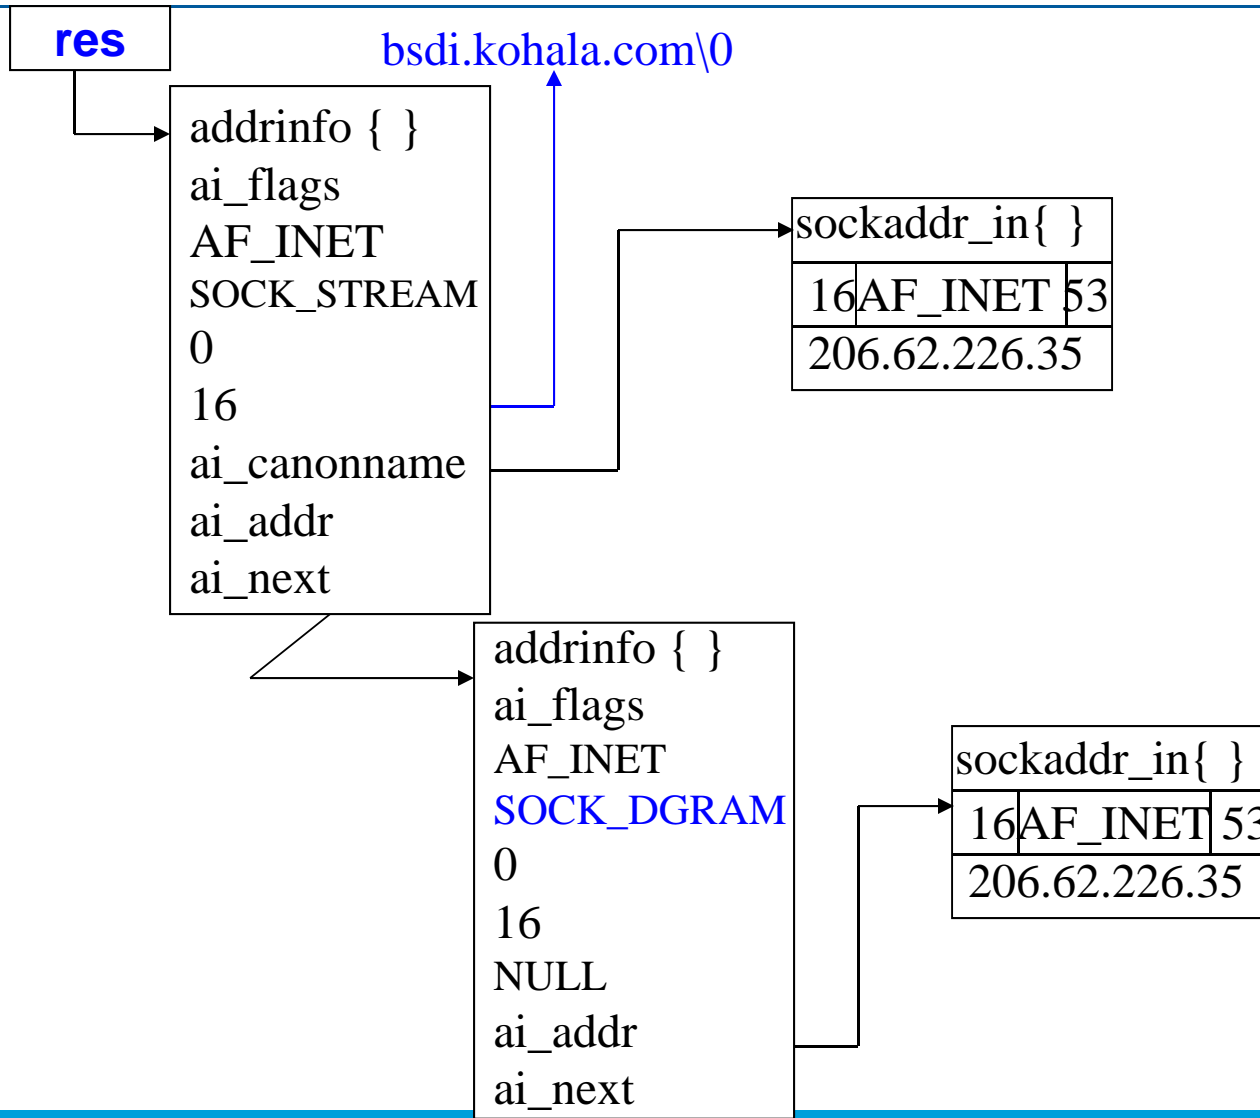 res
bsdi.kohala.com\0
addrinfo { }
ai_flags
AF_INET
SOCK_STREAM
0
16
ai_canonname
ai_addr
ai_next
sockaddr_in{ }
16 AF_INET 53
206.62.226.35
addrinfo { }
ai_flags
AF_INET
SOCK_DGRAM
0
16
NULL
ai_addr
ai_next
sockaddr_in{ }
16 AF_INET 53
206.62.226.35